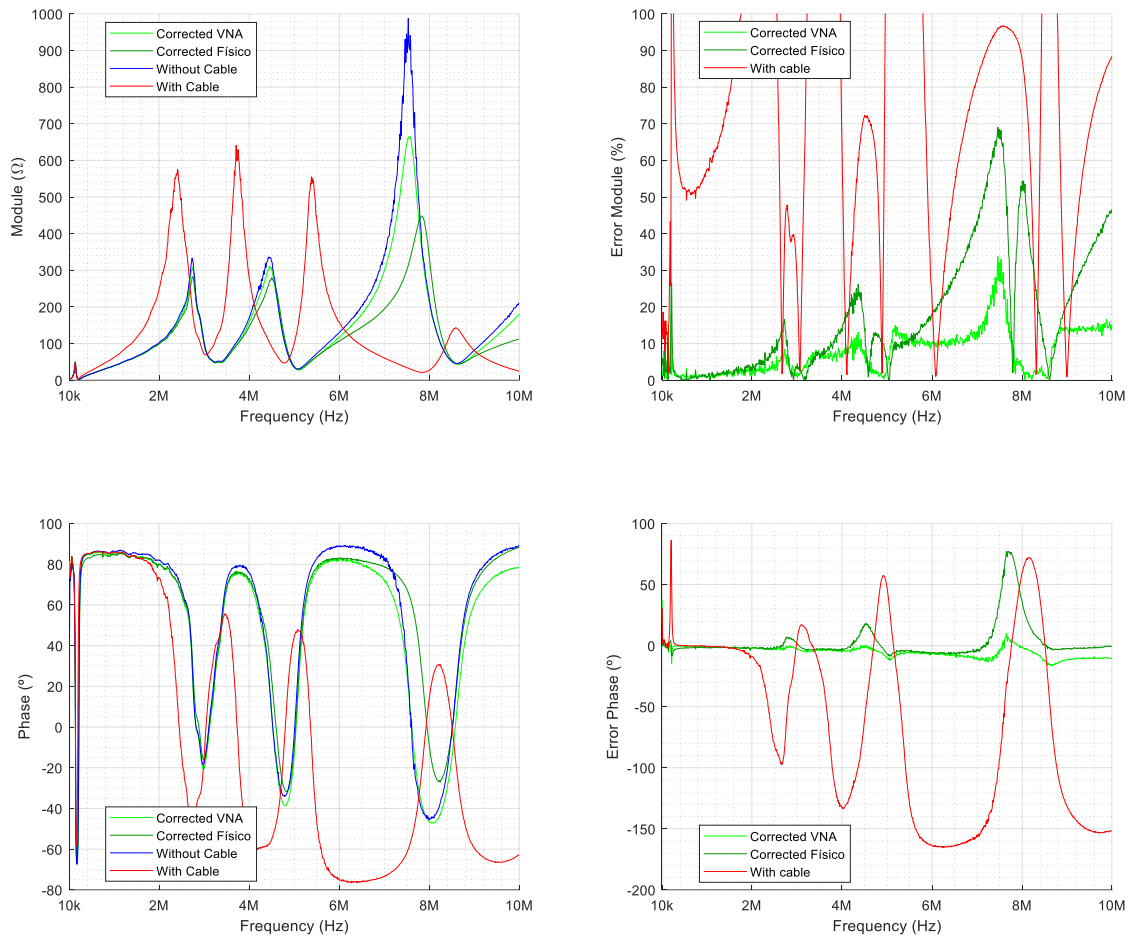 1000
900
800
700
600
500
400
300
200
100
0
Module (Ω)
10k 2M 4M 6M 8M 10M
Frequency (Hz)
Corrected VNA
Corrected Físico
Without Cable
With Cable
100
90
80
70
60
50
40
30
20
10
0
Error Module (%)
10k 2M 4M 6M 8M 10M
Frequency (Hz)
Corrected VNA
Corrected Físico
With cable
100
80
60
40
20
0
-20
-40
-60
-80
Phase (º)
10k 2M 4M 6M 8M 10M
Frequency (Hz)
Corrected VNA
Corrected Físico
Without Cable
With Cable
100
50
0
-50
-100
-150
-200
Error Phase (º)
10k 2M 4M 6M 8M 10M
Frequency (Hz)
Corrected VNA
Corrected Físico
With cable